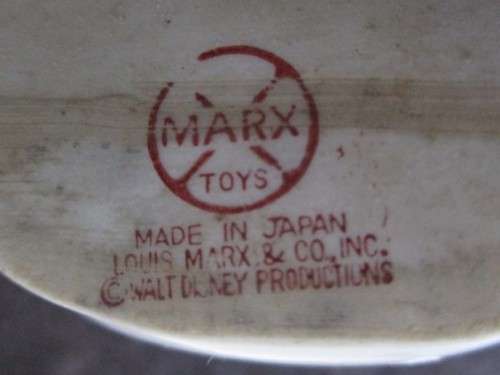 MARX
TOYS
MADE IN JAPAN
LOUIS MARX & CO., INC.
© WALT DISNEY PRODUCTIONS